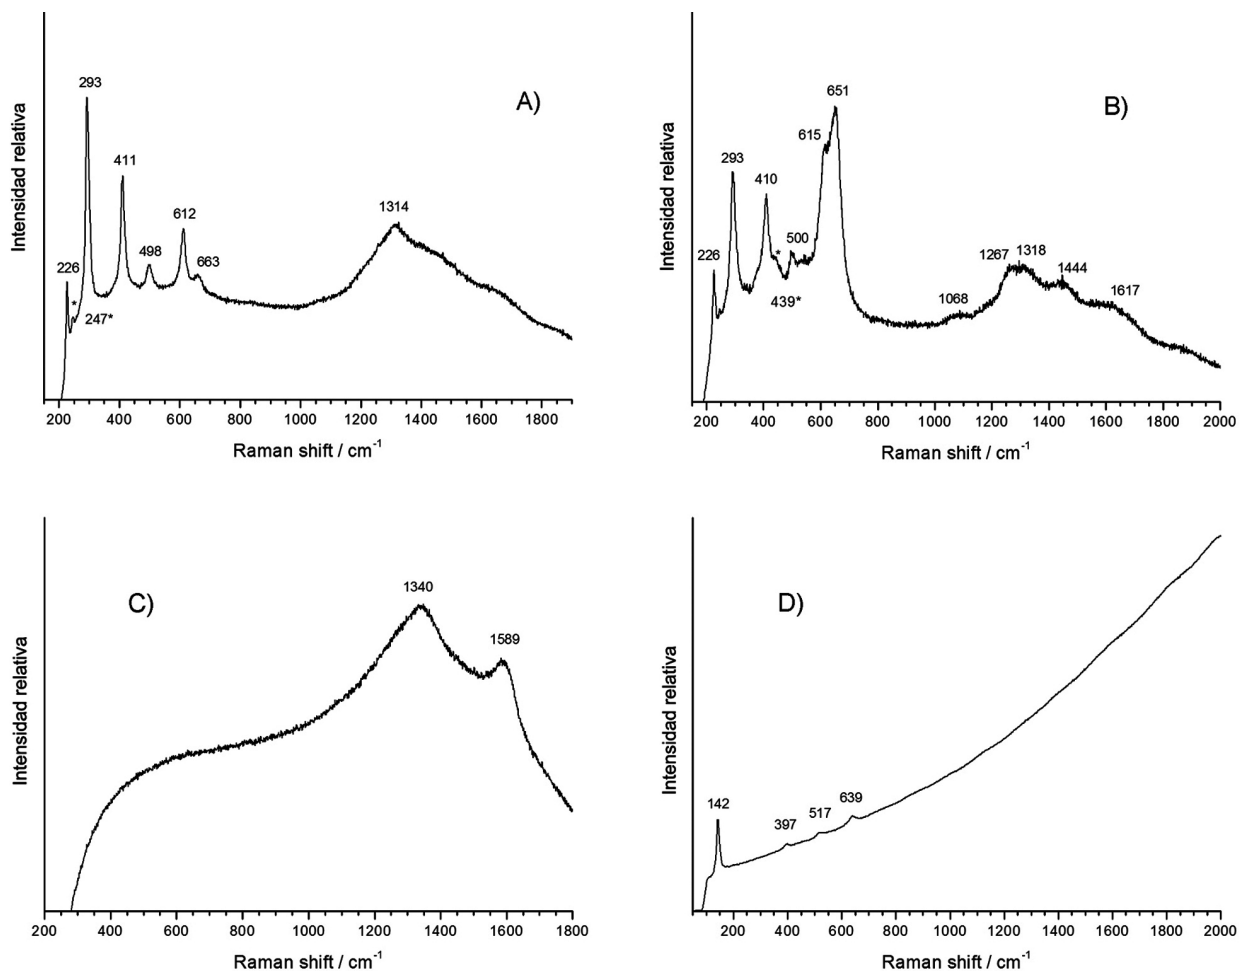 A)
Intensidad relativa
293
411
226
*
247*
498
612
663
1314
200 400 600 800 1000 1200 1400 1600 1800
Raman shift / cm-1
B)
Intensidad relativa
651
615
293
410
226
*
500
439*
1068
1267
1318
1444
1617
200 400 600 800 1000 1200 1400 1600 1800 2000
Raman shift / cm-1
C)
Intensidad relativa
1340
1589
200 400 600 800 1000 1200 1400 1600 1800
Raman shift / cm-1
D)
Intensidad relativa
142
397
517
639
200 400 600 800 1000 1200 1400 1600 1800 2000
Raman shift / cm-1